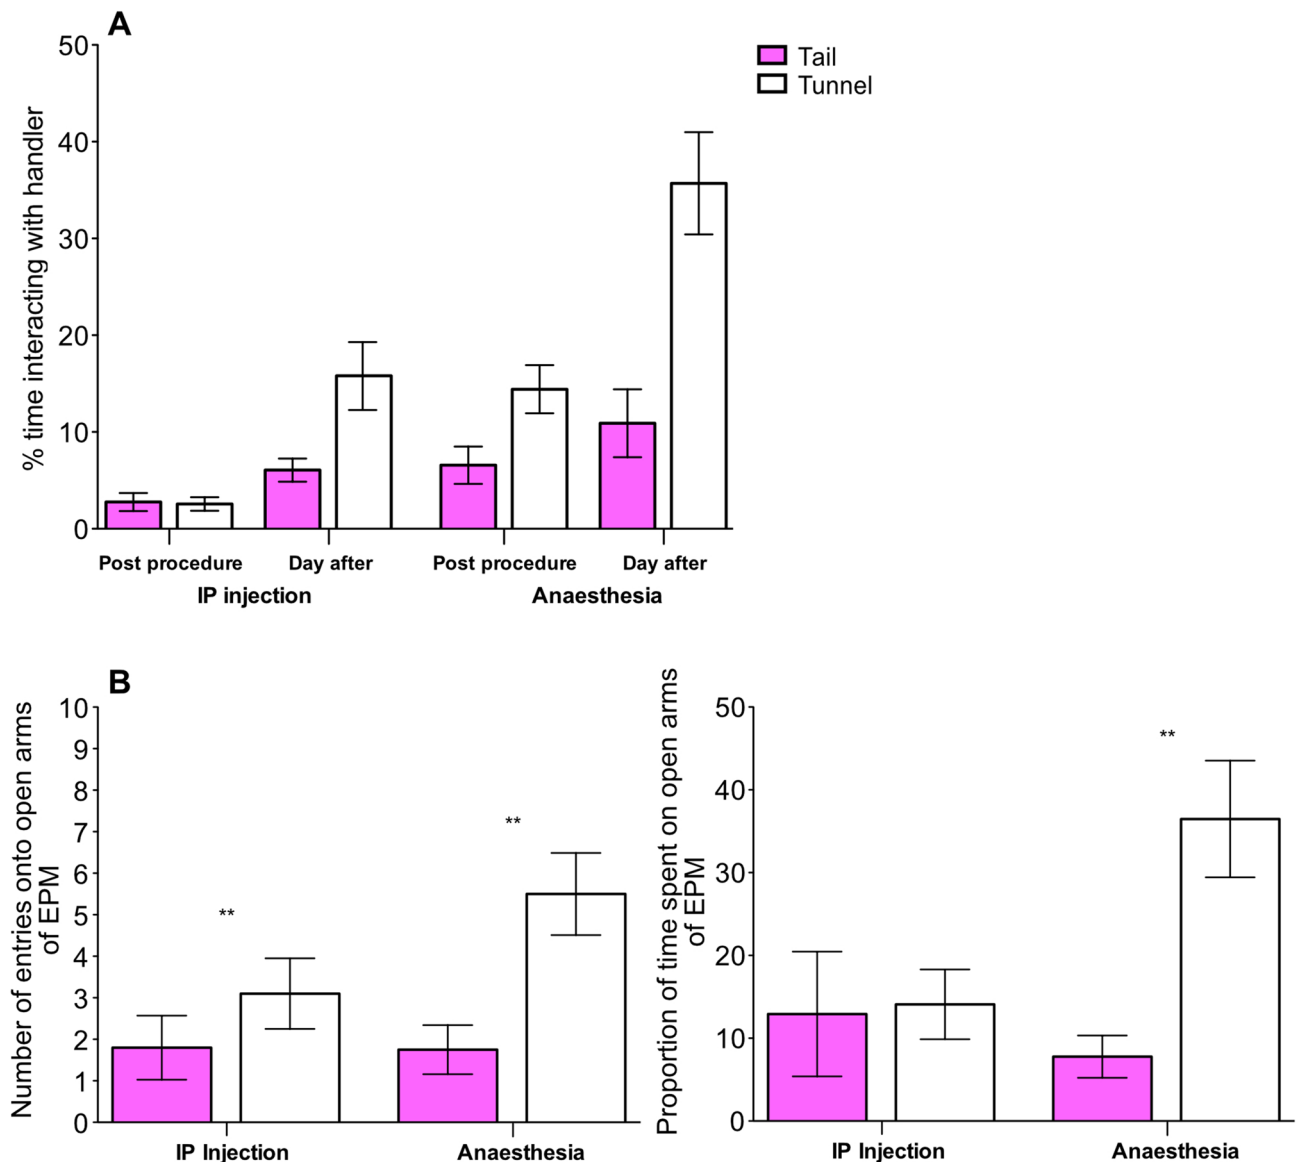 A
50
40
30
20
10
0
% time interacting with handler
Tail
Tunnel
Post procedure Day after Post procedure Day after
IP injection Anaesthesia
B
10
9
8
7
6
5
4
3
2
1
0
Number of entries onto open arms
of EPM
**
**
IP Injection Anaesthesia
50
40
30
20
10
0
Proportion of time spent on open arms
of EPM
**
IP Injection Anaesthesia